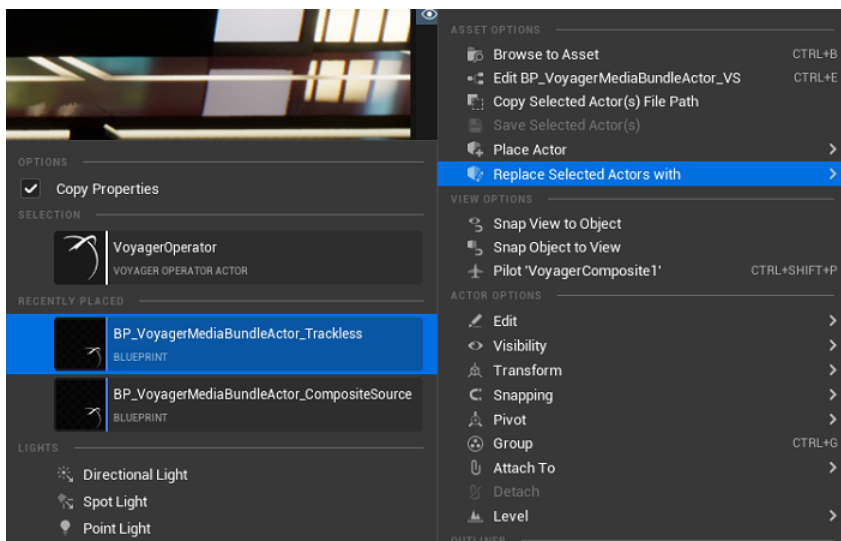 OPTIONS
Copy Properties
SELECTION
VoyagerOperator
VOYAGER OPERATOR ACTOR
RECENTLY PLACED
BP_VoyagerMediaBundleActor_Trackless
BLUEPRINT
BP_VoyagerMediaBundleActor_CompositeSource
BLUEPRINT
LIGHTS
Directional Light
Spot Light
Point Light
ASSET OPTIONS
Browse to Asset CTRL+B
Edit BP_VoyagerMediaBundleActor_VS CTRL+E
Copy Selected Actor(s) File Path
Save Selected Actor(s)
Place Actor
Replace Selected Actors with
VIEW OPTIONS
Snap View to Object
Snap Object to View
Pilot 'VoyagerComposite1' CTRL+SHIFT+P
ACTOR OPTIONS
Edit
Visibility
Transform
Snapping
Pivot
Group CTRL+G
Attach To
Detach
Level
OUTLINER